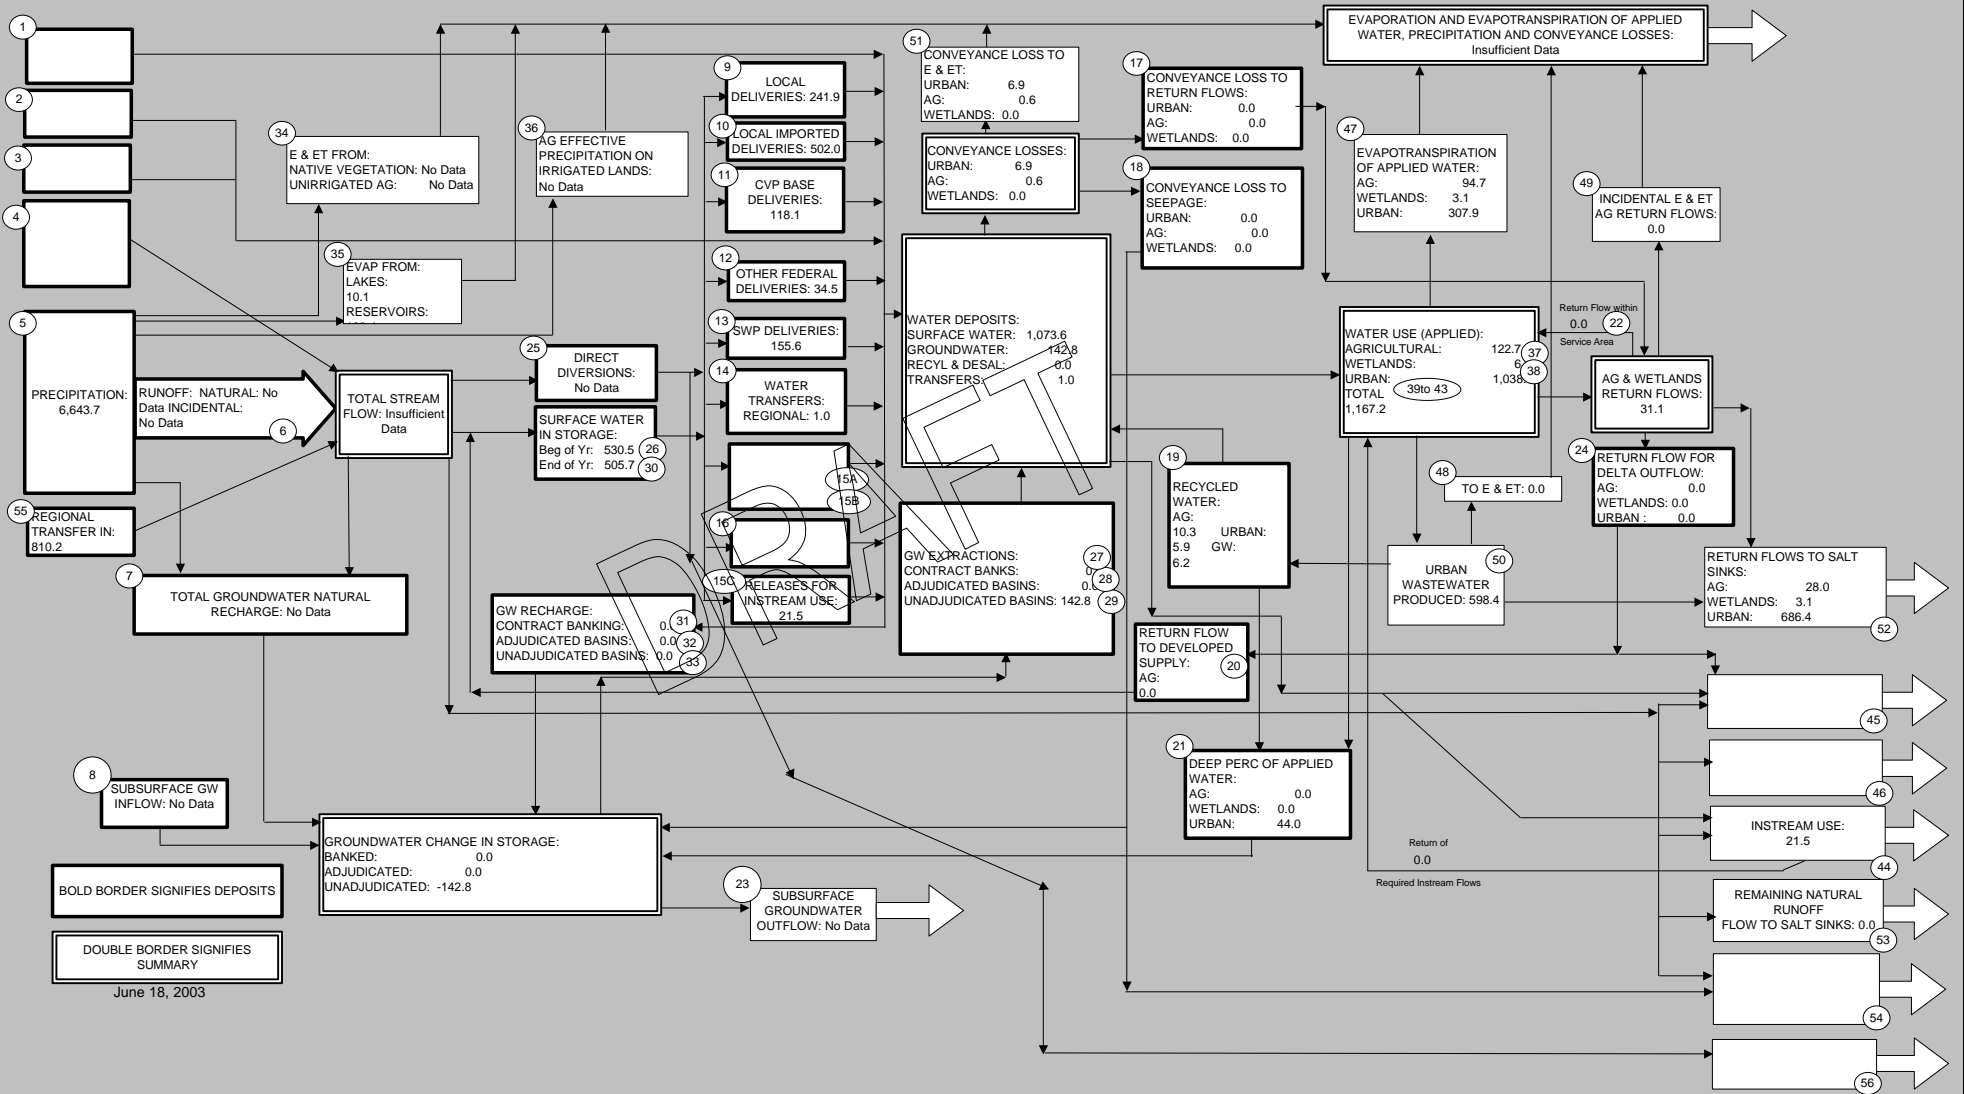 1
2
3
4
5
PRECIPITATION:
6,643.7
RUNOFF: NATURAL: No
Data INCIDENTAL:
No Data
6
55
REGIONAL
TRANSFER IN:
810.2
7
TOTAL GROUNDWATER NATURAL
RECHARGE: No Data
8
SUBSURFACE GW
INFLOW: No Data
BOLD BORDER SIGNIFIES DEPOSITS
DOUBLE BORDER SIGNIFIES
SUMMARY
June 18, 2003
34
E & ET FROM:
NATIVE VEGETATION: No Data
UNIRRIGATED AG: No Data
35
EVAP FROM:
LAKES:
10.1
RESERVOIRS:
36
AG EFFECTIVE
PRECIPITATION ON
IRRIGATED LANDS:
No Data
TOTAL STREAM
FLOW: Insufficient
Data
25
DIRECT
DIVERSIONS:
No Data
SURFACE WATER
IN STORAGE:
Beg of Yr: 530.5 26
End of Yr: 505.7 30
GW RECHARGE:
CONTRACT BANKING: 0. 31
ADJUDICATED BASINS: 0.0 32
UNADJUDICATED BASINS: 0.0 33
GROUNDWATER CHANGE IN STORAGE:
BANKED: 0.0
ADJUDICATED: 0.0
UNADJUDICATED: -142.8
23
SUBSURFACE
GROUNDWATER
OUTFLOW: No Data
9
LOCAL
DELIVERIES: 241.9
10
LOCAL IMPORTED
DELIVERIES: 502.0
11
CVP BASE
DELIVERIES:
118.1
12
OTHER FEDERAL
DELIVERIES: 34.5
13
SWP DELIVERIES:
155.6
14
WATER
TRANSFERS:
REGIONAL: 1.0
15A
15B
16
15C
RELEASES FOR
INSTREAM USE:
21.5
DRAFT
51
CONVEYANCE LOSS TO
E & ET:
URBAN: 6.9
AG: 0.6
WETLANDS: 0.0
CONVEYANCE LOSSES:
URBAN: 6.9
AG: 0.6
WETLANDS: 0.0
WATER DEPOSITS:
SURFACE WATER: 1,073.6
GROUNDWATER: 142.8
RECYL & DESAL: 0.0
TRANSFERS: 1.0
GW EXTRACTIONS: 27
CONTRACT BANKS: 0.
ADJUDICATED BASINS: 0. 28
UNADJUDICATED BASINS: 142.8 29
17
CONVEYANCE LOSS TO
RETURN FLOWS:
URBAN: 0.0
AG: 0.0
WETLANDS: 0.0
18
CONVEYANCE LOSS TO
SEEPAGE:
URBAN: 0.0
AG: 0.0
WETLANDS: 0.0
19
RECYCLED
WATER:
AG:
10.3 URBAN:
5.9 GW:
6.2
RETURN FLOW
TO DEVELOPED
SUPPLY: 20
AG:
0.0
21
DEEP PERC OF APPLIED
WATER:
AG: 0.0
WETLANDS: 0.0
URBAN: 44.0
EVAPORATION AND EVAPOTRANSPIRATION OF APPLIED
WATER, PRECIPITATION AND CONVEYANCE LOSSES:
Insufficient Data
47
EVAPOTRANSPIRATION
OF APPLIED WATER:
AG: 94.7
WETLANDS: 3.1
URBAN: 307.9
49
INCIDENTAL E & ET
AG RETURN FLOWS:
0.0
Return Flow within
0.0 22
Service Area
WATER USE (APPLIED):
AGRICULTURAL: 122.7 37
WETLANDS: 6 38
URBAN: 1,038.
TOTAL 39to 43
1,167.2
AG & WETLANDS
RETURN FLOWS:
31.1
24
RETURN FLOW FOR
DELTA OUTFLOW:
AG: 0.0
WETLANDS: 0.0
URBAN : 0.0
48
TO E & ET: 0.0
50
URBAN
WASTEWATER
PRODUCED: 598.4
RETURN FLOWS TO SALT
SINKS:
AG: 28.0
WETLANDS: 3.1
URBAN: 686.4
52
45
46
INSTREAM USE:
21.5
44
Return of
0.0
Required Instream Flows
REMAINING NATURAL
RUNOFF
FLOW TO SALT SINKS: 0.0
53
54
56